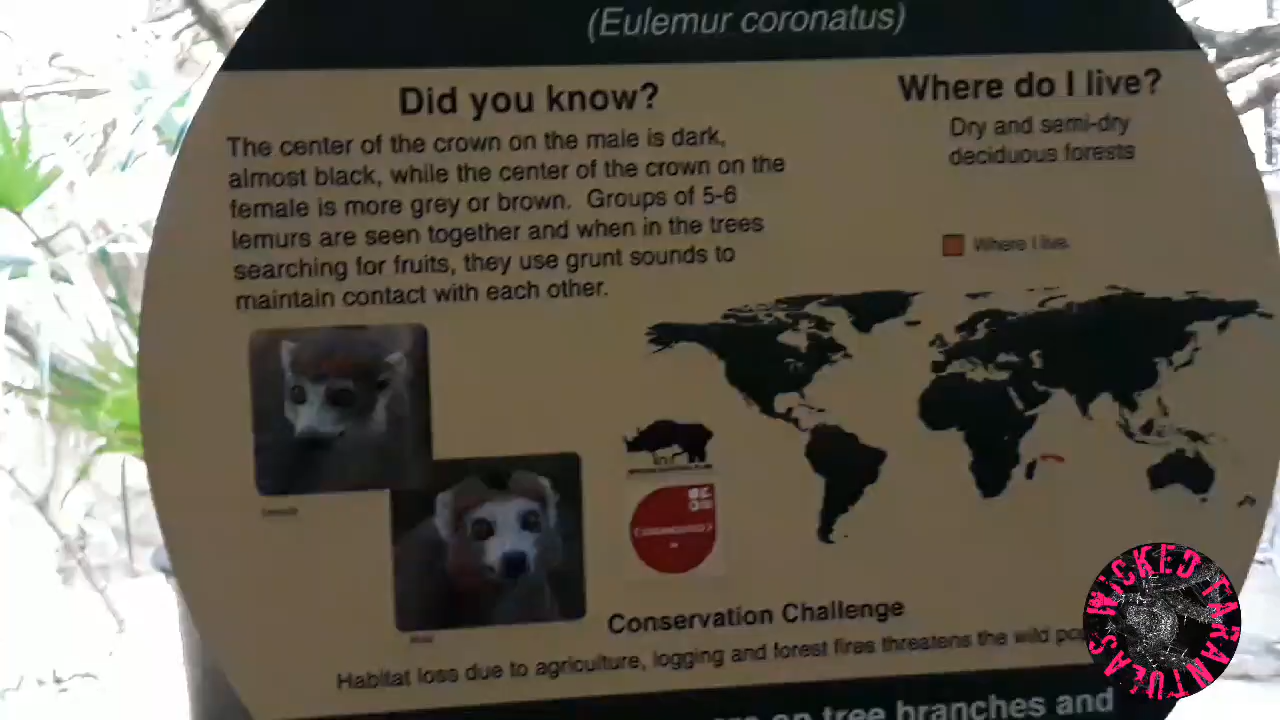 (Eulemur coronatus)
Did you know?
The center of the crown on the male is dark,
almost black, while the center of the crown on the
female is more grey or brown. Groups of 5-6
lemurs are seen together and when in the trees
searching for fruits, they use grunt sounds to
maintain contact with each other.
Where do I live?
Dry and semi-dry
deciduous forests
Where I live
Conservation Challenge
Habitat loss due to agriculture, logging and forest fires threatens the wild
on tree branches and
WICKED TARANTULAS